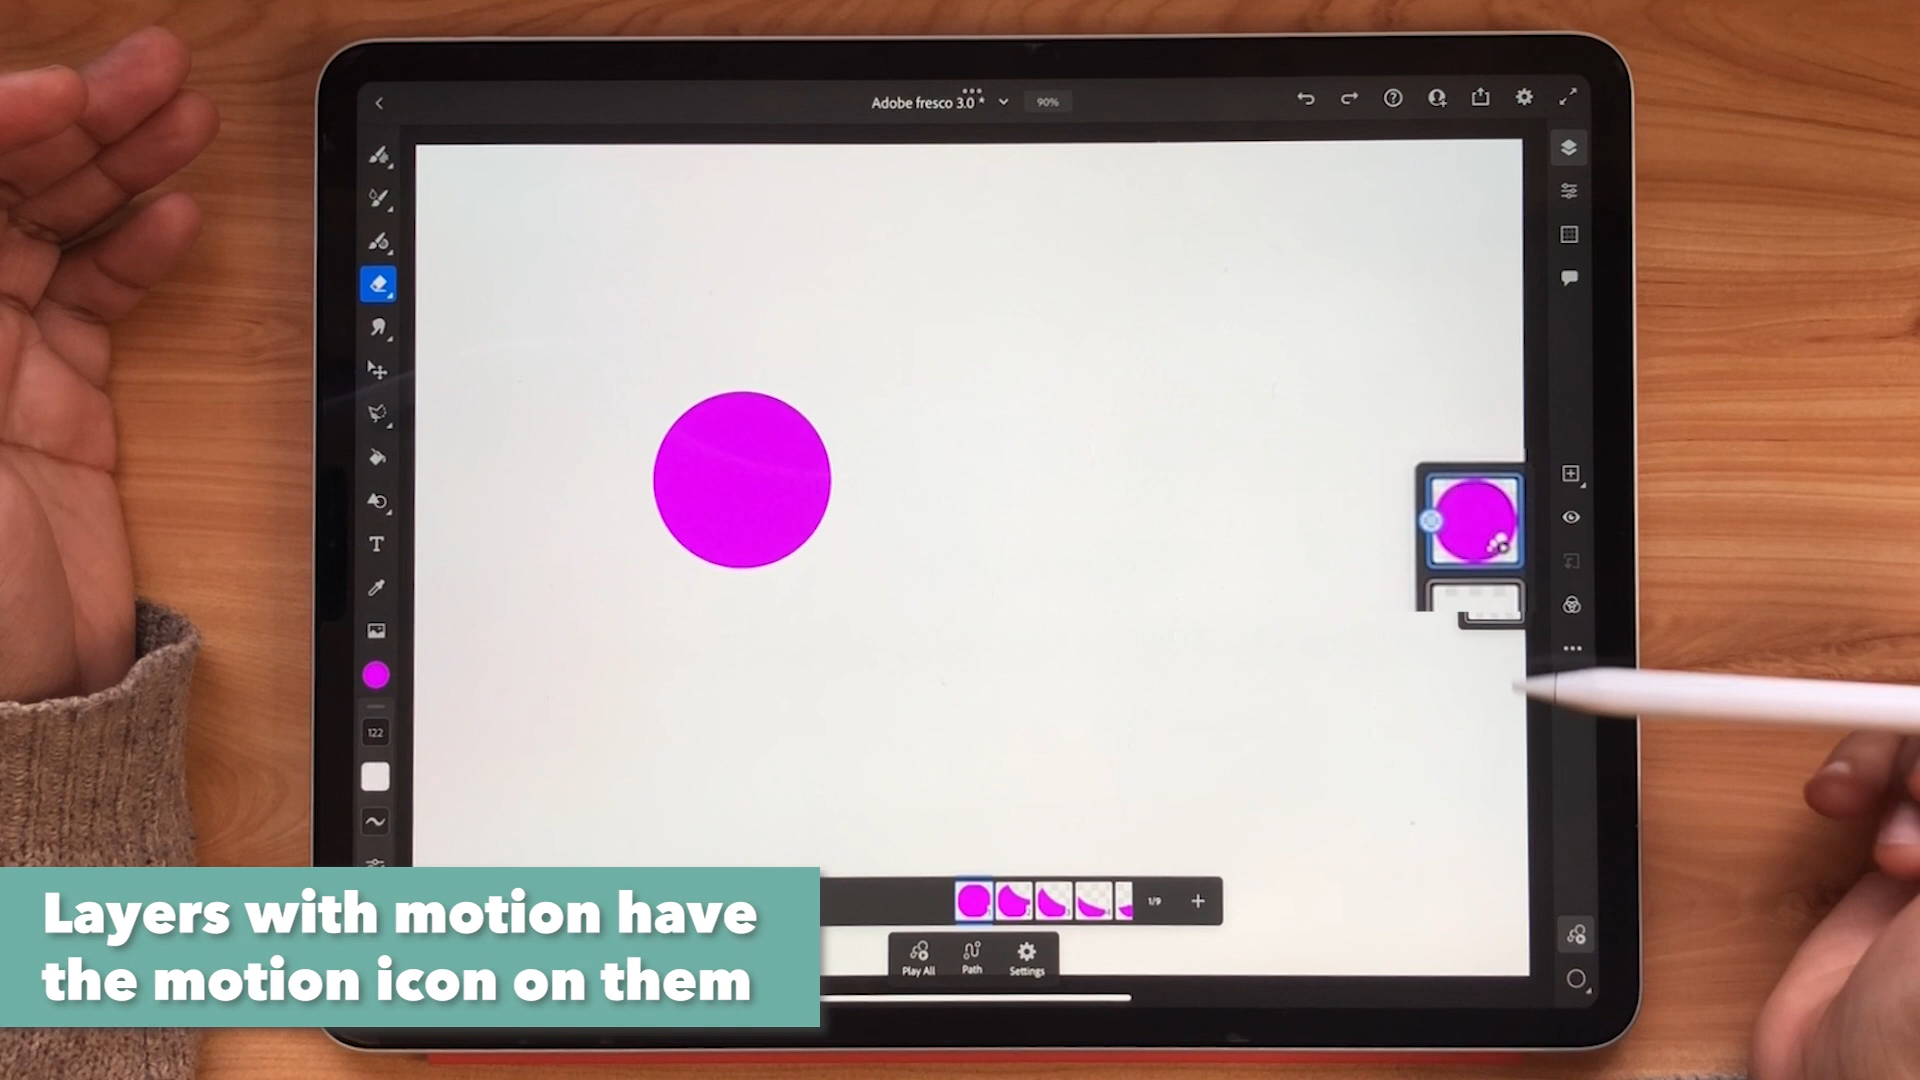 Adobe fresco 3.0 *
90%
T
122
1/9
Play All
Path
Settings
Layers with motion have
the motion icon on them